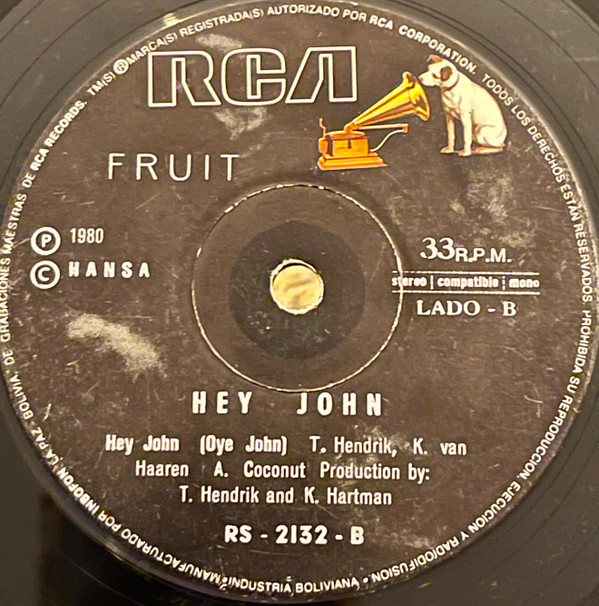 TM(S) ®MARCA(S) REGISTRADA(S) AUTORIZADO POR RCA CORPORATION. TODOS LOS DERECHOS ESTÁN RESERVADOS. PROHIBIDA SU REPRODUCCION, EJECUCION Y RADIODIFUSION • INDUSTRIA BOLIVIANA • MANUFACTURADO POR INBOFON LA PAZ, BOLIVIA, DE GRABACIONES MAESTRAS DE RCA RECORDS.
RCA
FRUIT
Ⓟ 1980
© HANSA
33 R.P.M.
stereo | compatible | mono
LADO - B
HEY JOHN
Hey John (Oye John) T. Hendrik, K. van
Haaren A. Coconut Production by:
T. Hendrik and K. Hartman
RS - 2132 - B